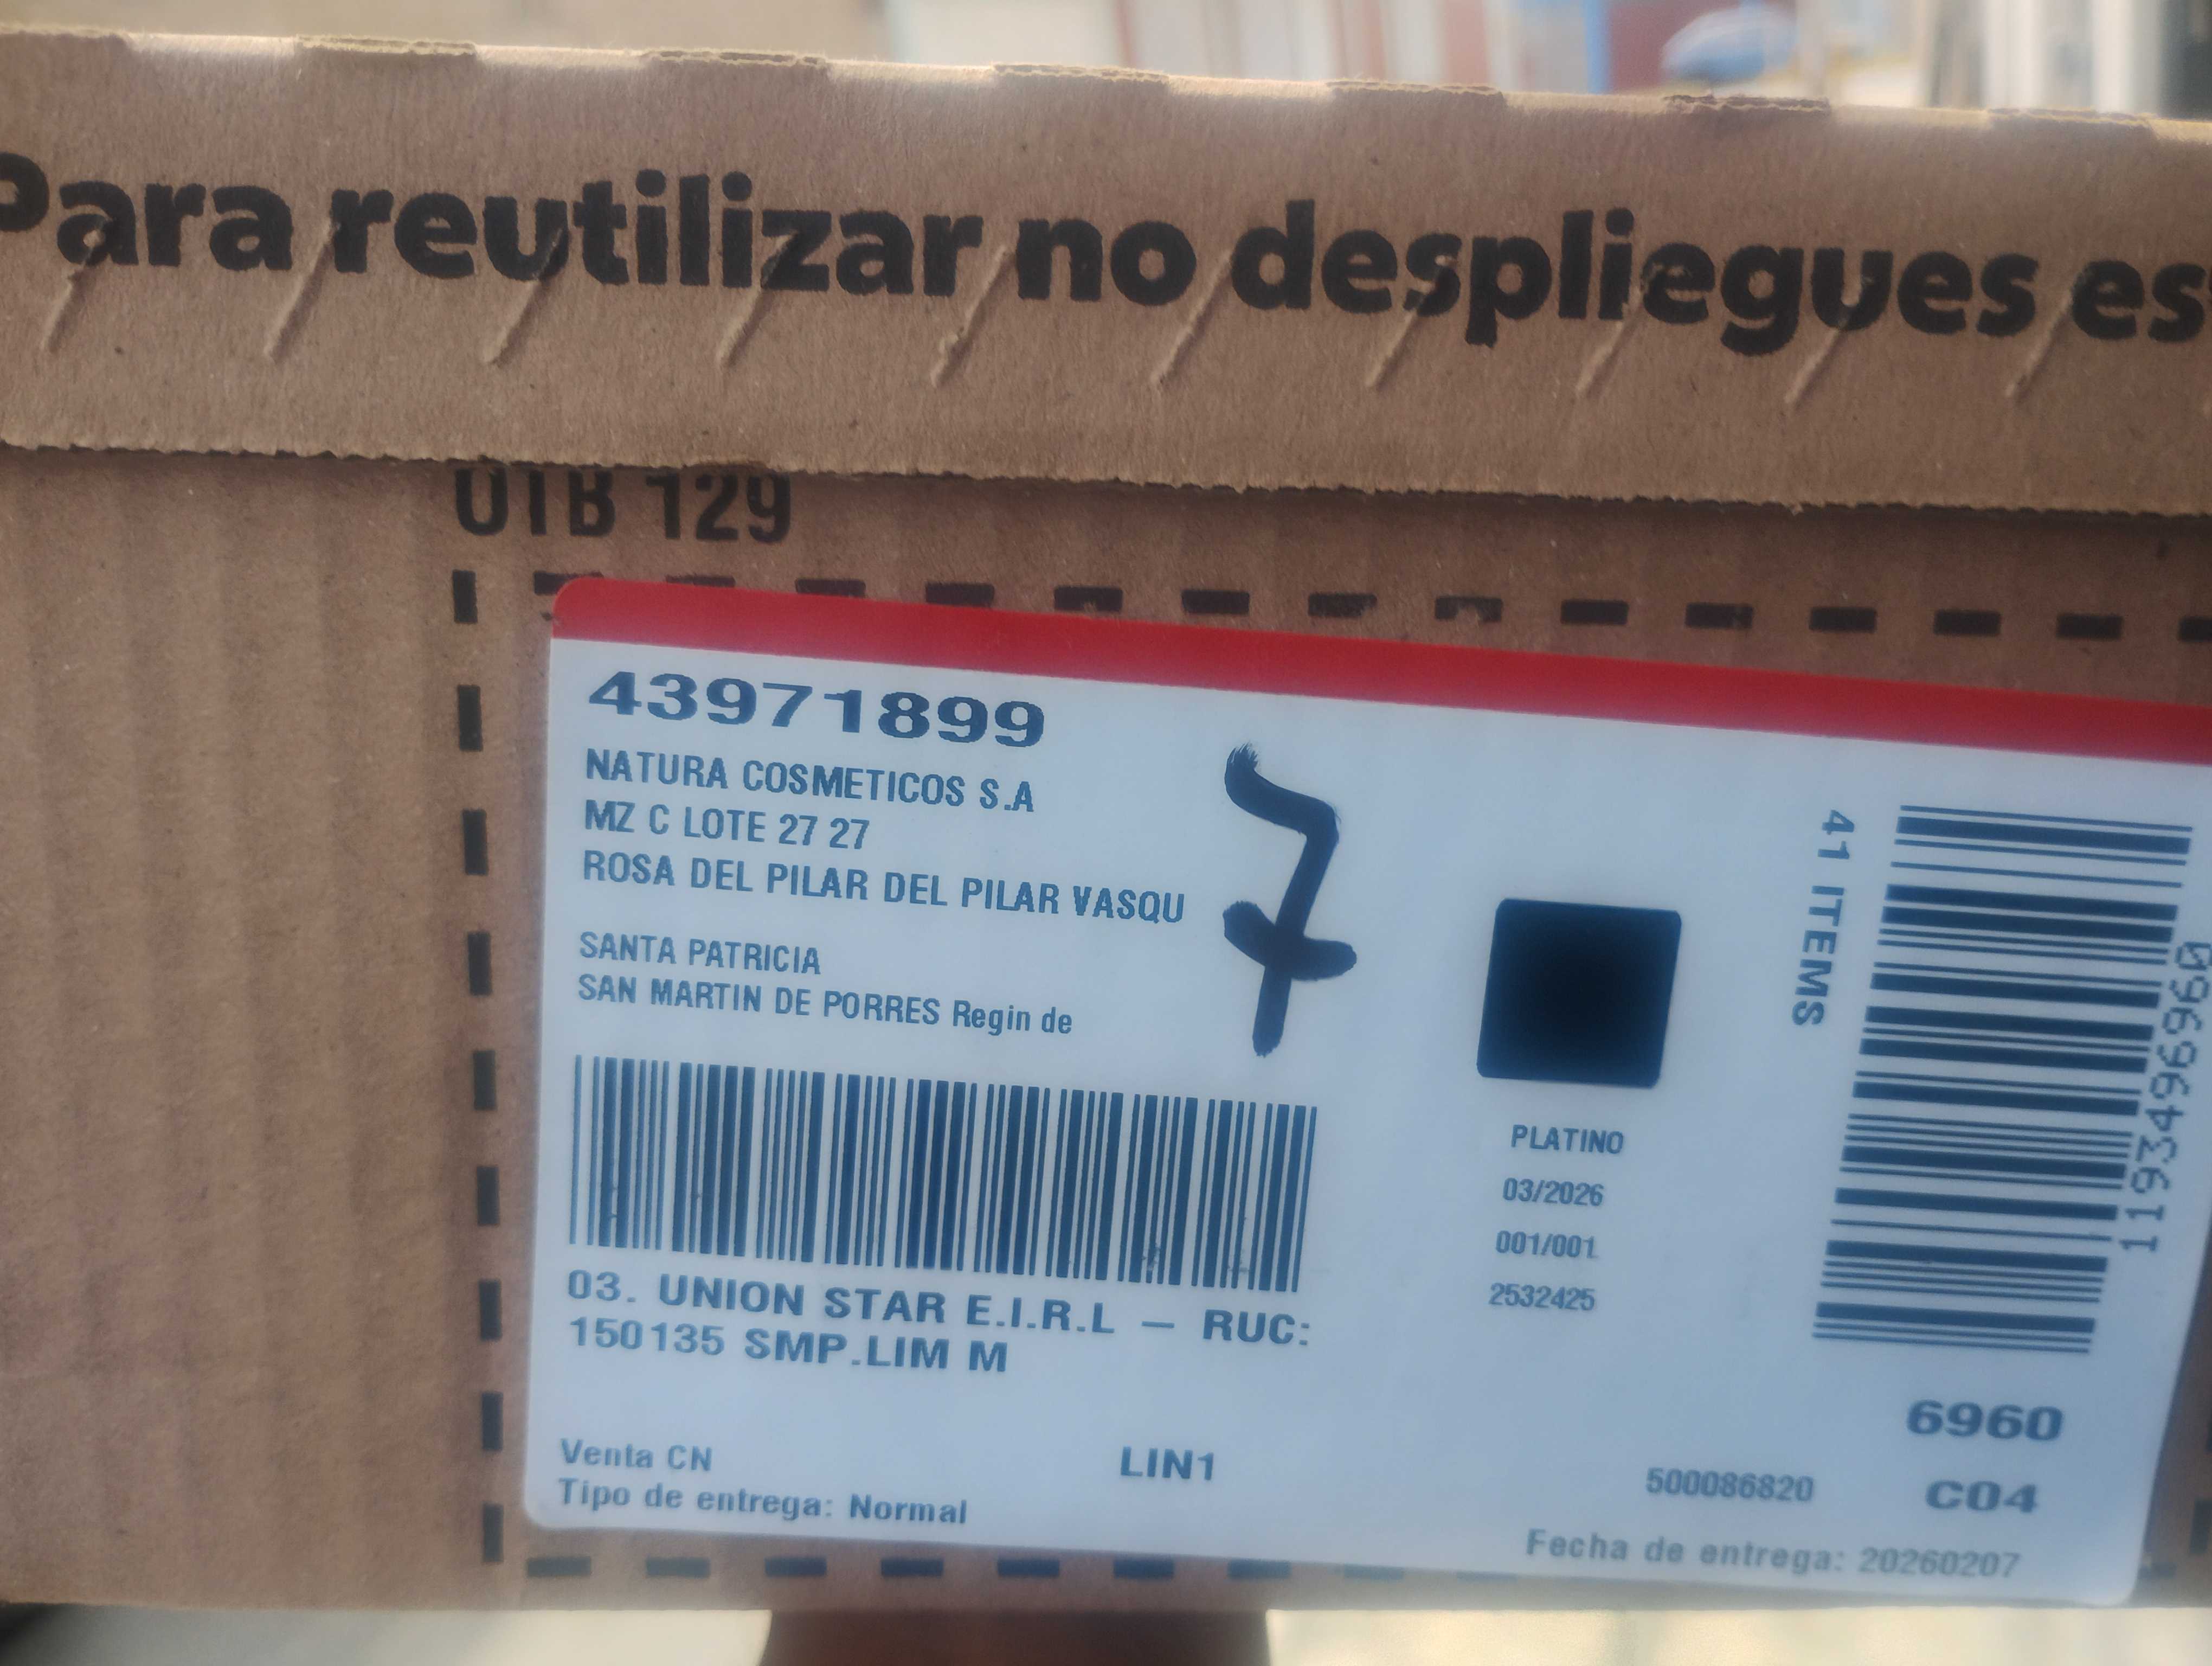 Para reutilizar no despliegues es
UTB 129
43971899
NATURA COSMETICOS S.A
MZ C LOTE 27 27
ROSA DEL PILAR DEL PILAR VASQU
SANTA PATRICIA
SAN MARTIN DE PORRES Regin de
7
03. UNION STAR E.I.R.L — RUC:
150135 SMP.LIM M
Venta CN
Tipo de entrega: Normal
LIN1
PLATINO
03/2026
001/001
2532425
41 ITEMS
11934966960
6960
500086820
C04
Fecha de entrega: 20260207